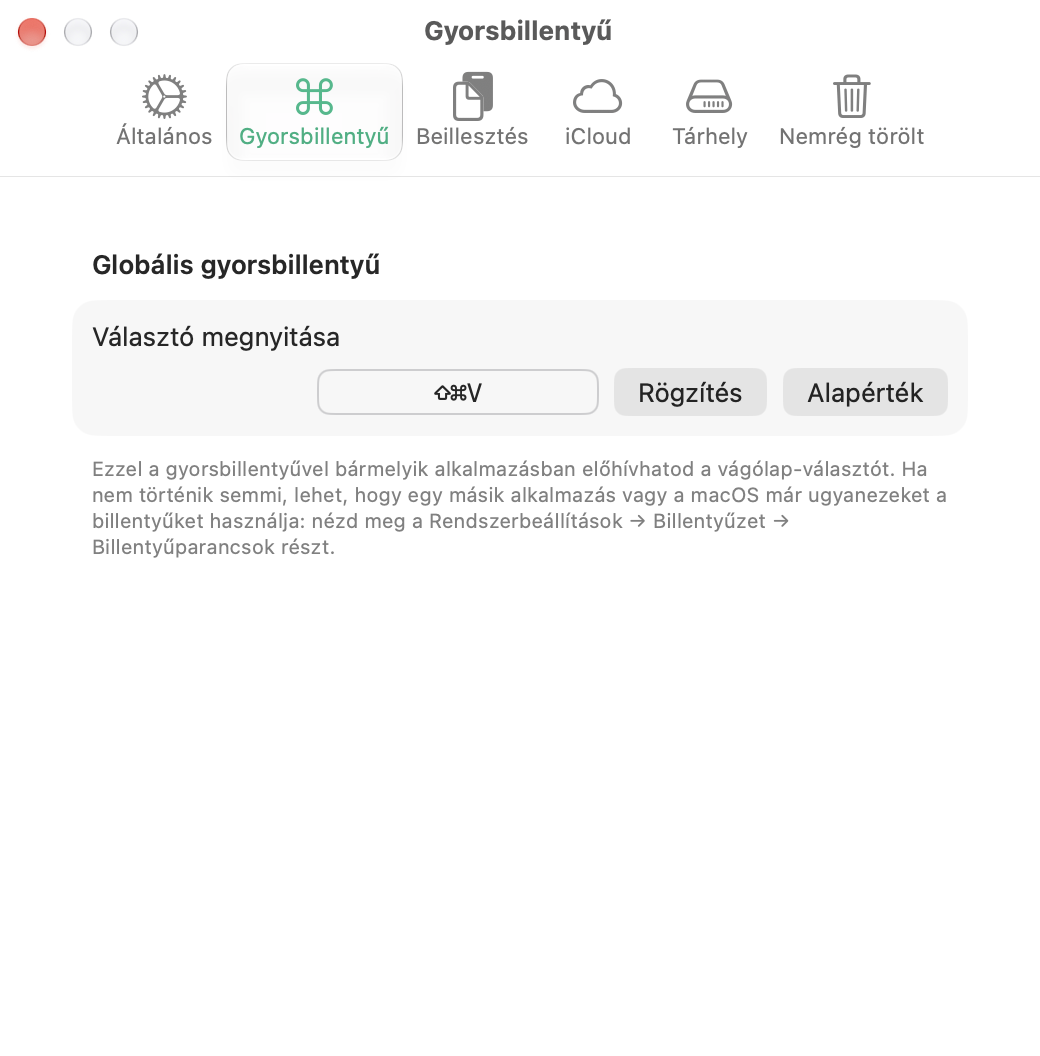 Gyorsbillentyű
Általános
Gyorsbillentyű
Beillesztés
iCloud
Tárhely
Nemrég törölt
Globális gyorsbillentyű
Választó megnyitása
⇧⌘V
Rögzítés
Alapérték
Ezzel a gyorsbillentyűvel bármelyik alkalmazásban előhívhatod a vágólap-választót. Ha
nem történik semmi, lehet, hogy egy másik alkalmazás vagy a macOS már ugyanezeket a
billentyűket használja: nézd meg a Rendszerbeállítások → Billentyűzet →
Billentyűparancsok részt.